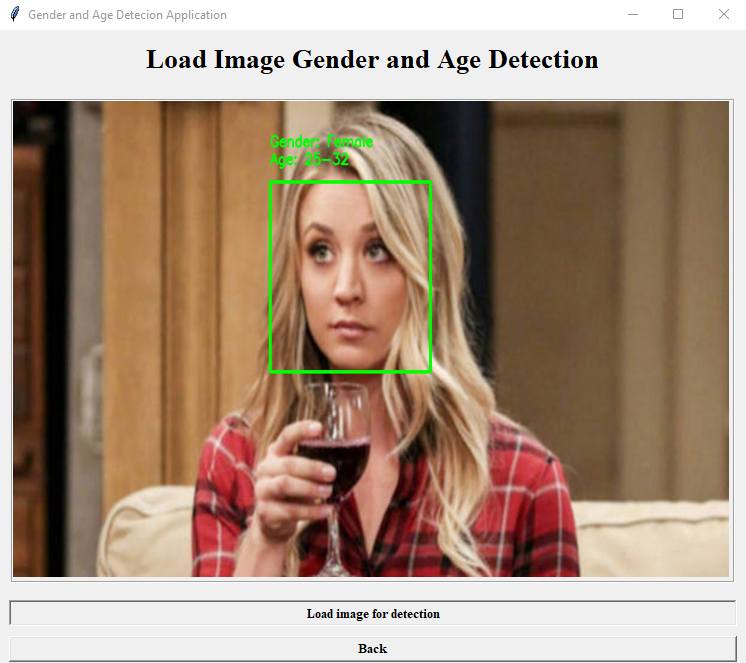 Gender and Age Detecion Application
Load Image Gender and Age Detection
Gender: Female
Age: 25-32
Load image for detection
Back